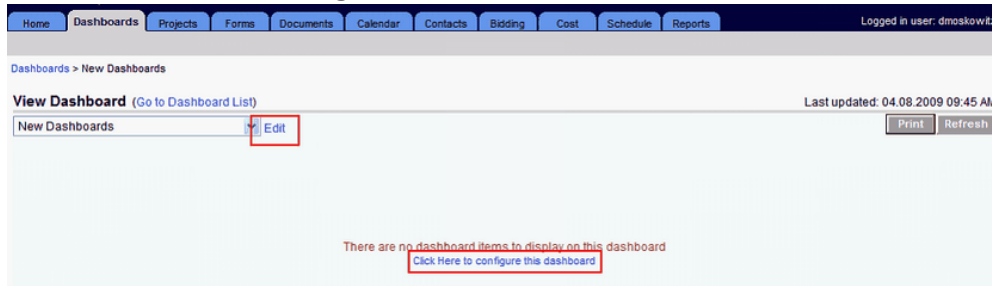 Home Dashboards Projects Forms Documents Calendar Contacts Bidding Cost Schedule Reports Logged in user: dmoskowitz
Dashboards > New Dashboards
View Dashboard (Go to Dashboard List) Last updated: 04.08.2009 09:45 AM
New Dashboards Edit Print Refresh
There are no dashboard items to display on this dashboard
Click Here to configure this dashboard